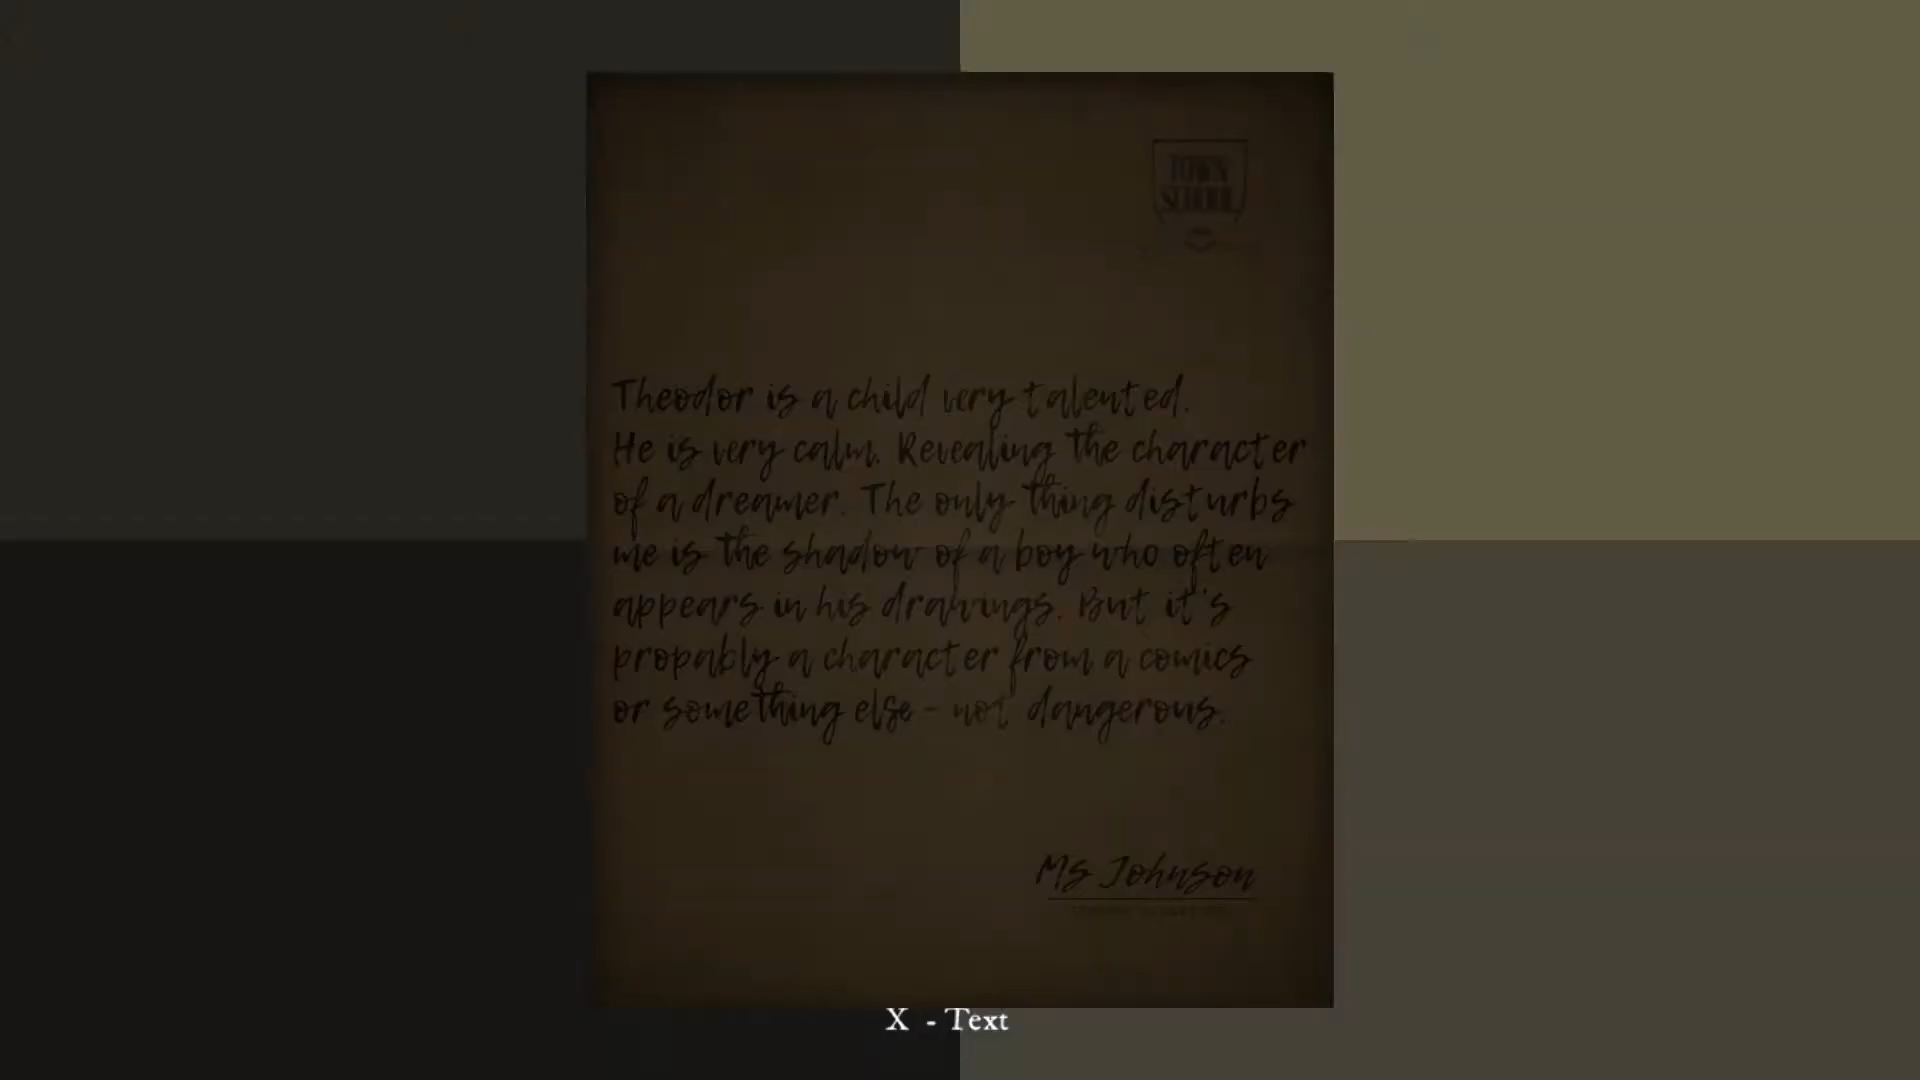 TOWN
SCHOOL
Theodor is a child very talented.
He is very calm. Revealing the character
of a dreamer. The only thing disturbs
me is the shadow of a boy who often
appears in his drawings. But it's
propably a character from a comics
or something else - not dangerous.
Ms Johnson
X - Text